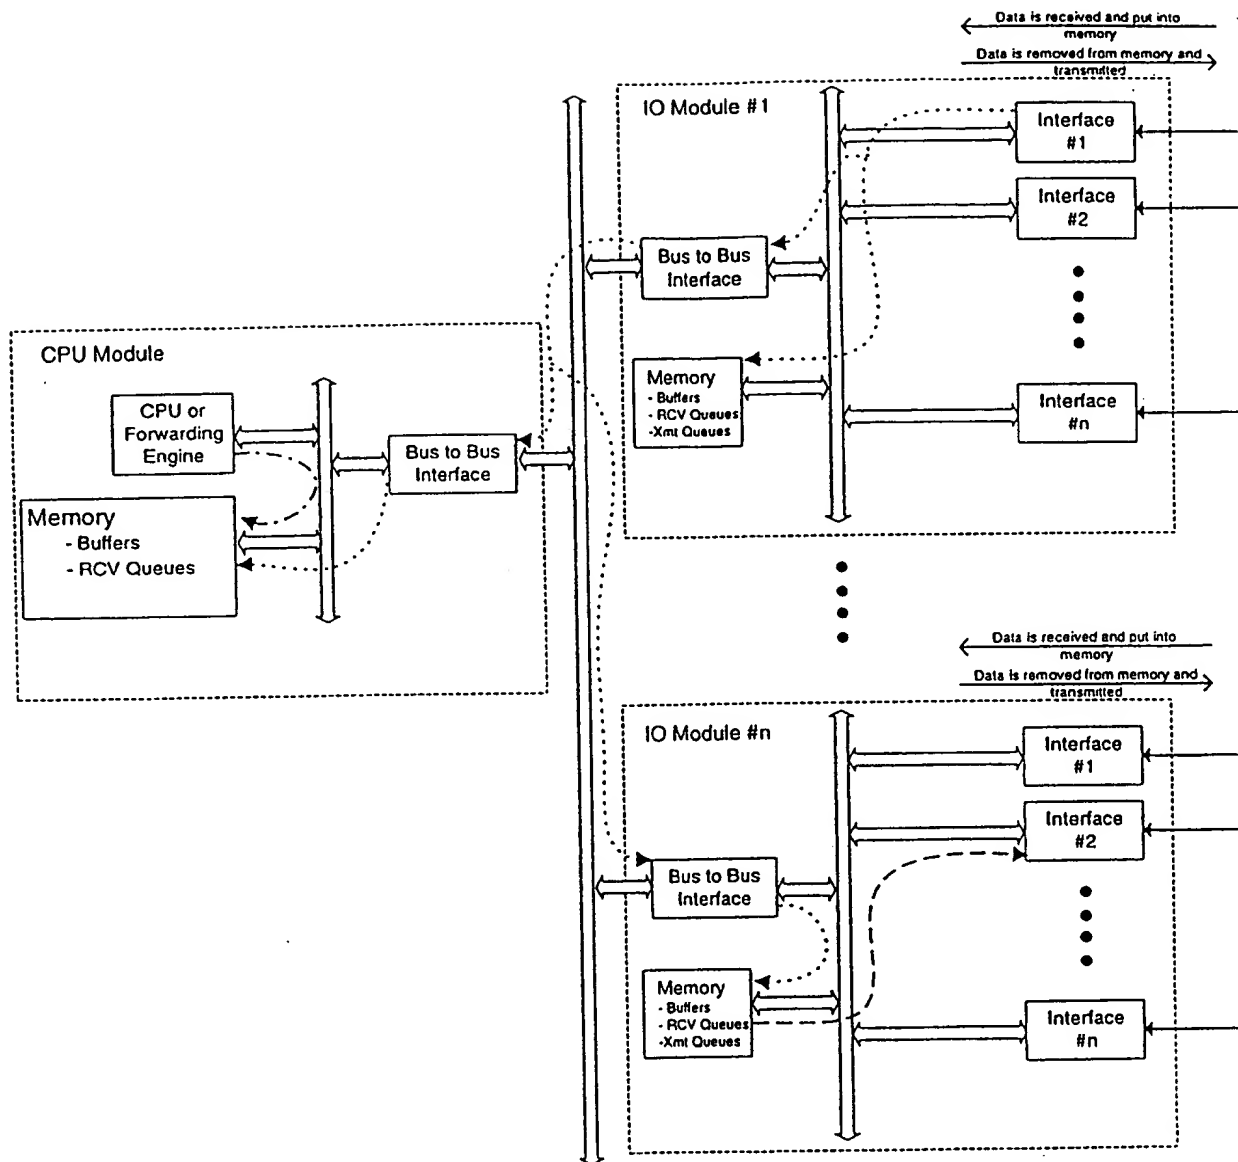 Data is received and put into
memory
Data is removed from memory and
transmitted
IO Module #1
Interface
#1
Interface
#2
Bus to Bus
Interface
Memory
- Buffers
- RCV Queues
-Xmt Queues
Interface
#n
CPU Module
CPU or
Forwarding
Engine
Bus to Bus
Interface
Memory
- Buffers
- RCV Queues
Data is received and put into
memory
Data is removed from memory and
transmitted
IO Module #n
Interface
#1
Interface
#2
Bus to Bus
Interface
Memory
- Buffers
- RCV Queues
-Xmt Queues
Interface
#n